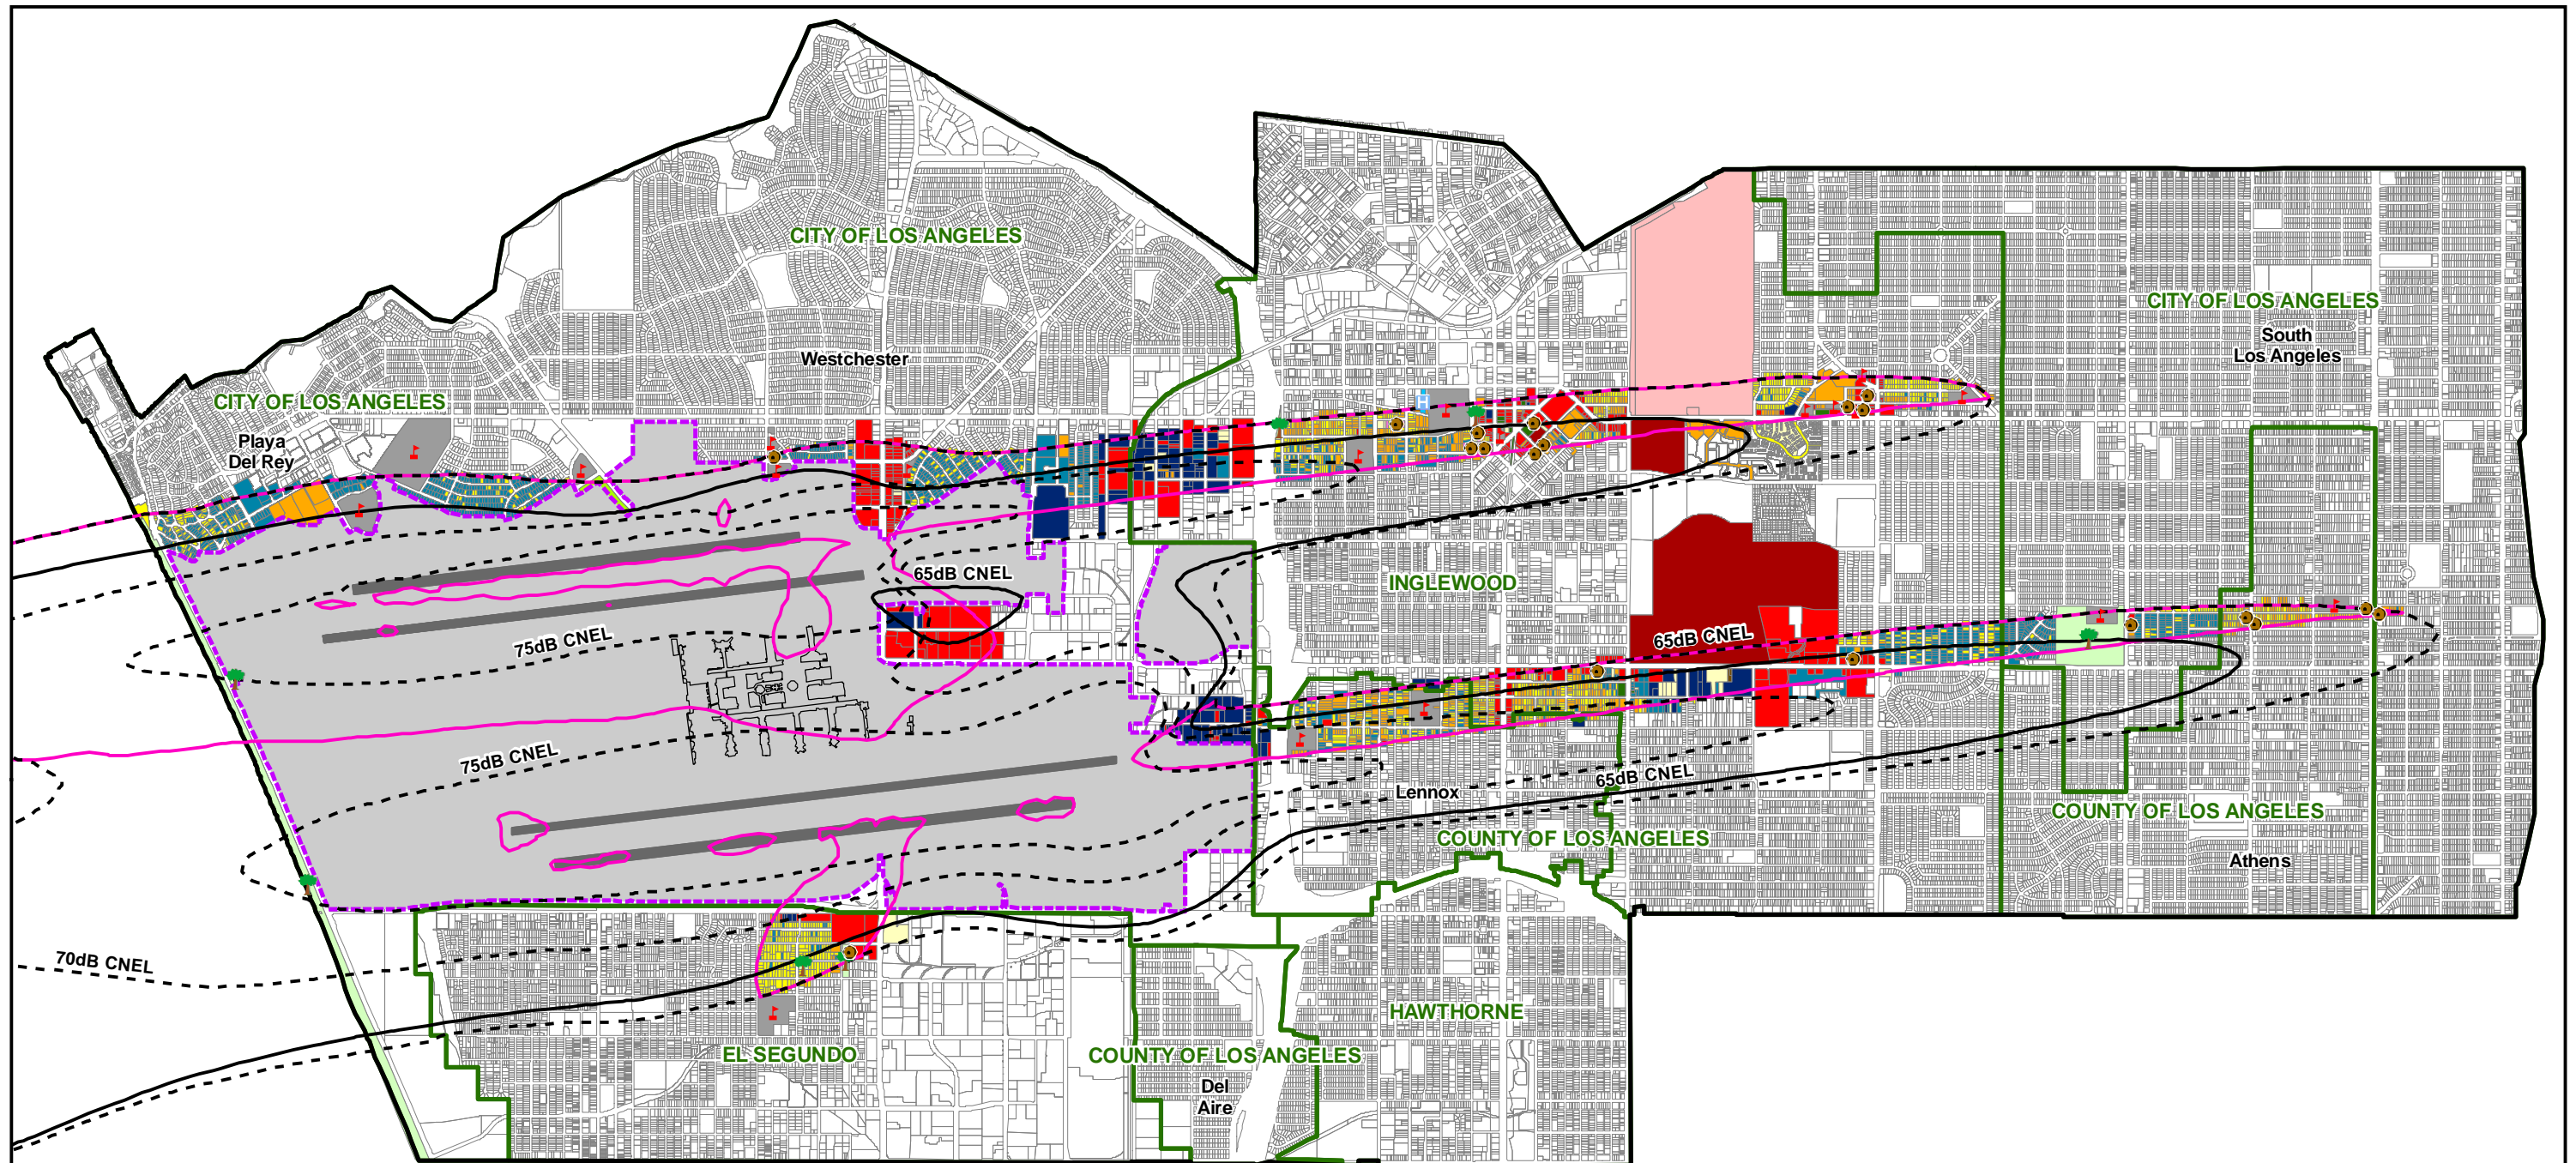 CITY OF LOS ANGELES
CITY OF LOS ANGELES
South
Los Angeles
Westchester
CITY OF LOS ANGELES
Playa
Del Rey
H
65dB CNEL
INGLEWOOD
75dB CNEL
65dB CNEL
75dB CNEL
65dB CNEL
Lennox
COUNTY OF LOS ANGELES
COUNTY OF LOS ANGELES
Athens
70dB CNEL
HAWTHORNE
EL SEGUNDO
COUNTY OF LOS ANGELES
Del
Aire